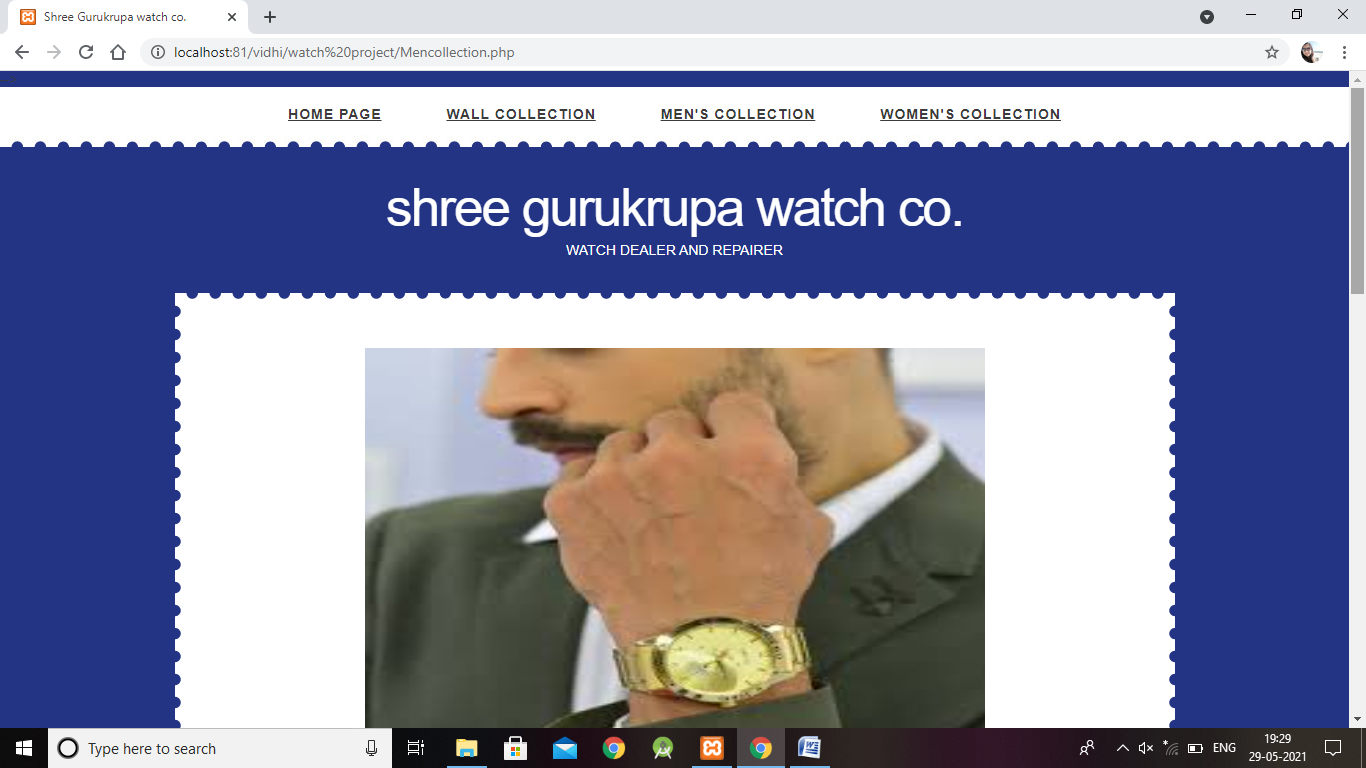 Shree Gurukrupa watch co.
localhost:81/vidhi/watch%20project/Mencollection.php
HOME PAGE WALL COLLECTION MEN'S COLLECTION WOMEN'S COLLECTION
shree gurukrupa watch co.
WATCH DEALER AND REPAIRER
Type here to search
ENG
19:29
29-05-2021